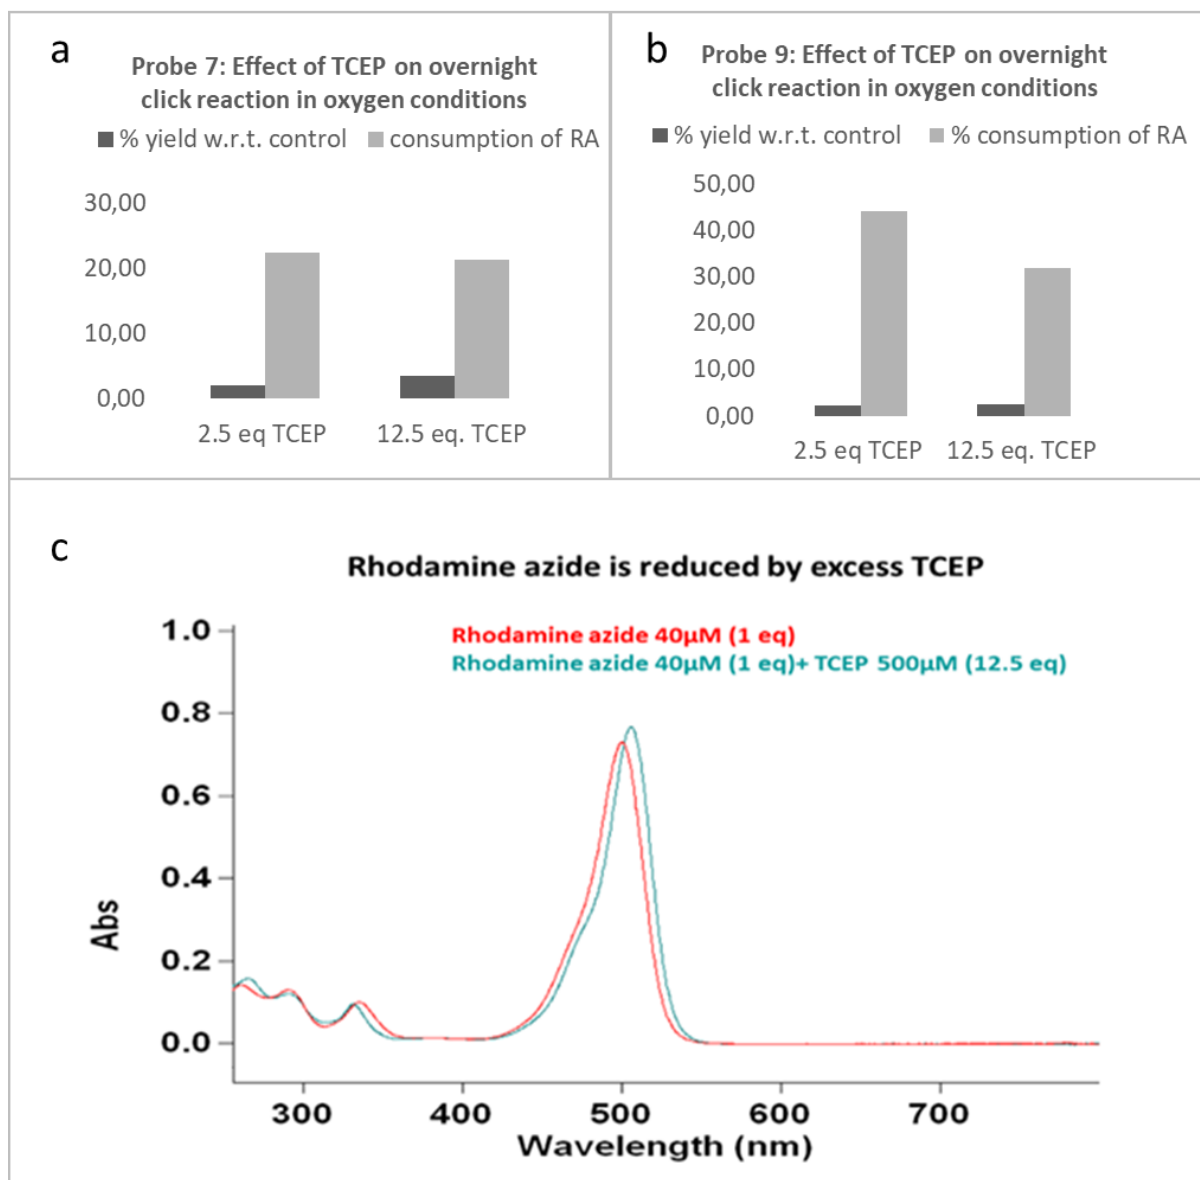 a
Probe 7: Effect of TCEP on overnight
click reaction in oxygen conditions
% yield w.r.t. control consumption of RA
30,00
20,00
10,00
0,00
2.5 eq TCEP 12.5 eq. TCEP
b
Probe 9: Effect of TCEP on overnight
click reaction in oxygen conditions
% yield w.r.t. control % consumption of RA
50,00
40,00
30,00
20,00
10,00
0,00
2.5 eq TCEP 12.5 eq. TCEP
c
Rhodamine azide is reduced by excess TCEP
Rhodamine azide 40µM (1 eq)
Rhodamine azide 40µM (1 eq)+ TCEP 500µM (12.5 eq)
1.0
0.8
0.6
0.4
0.2
0.0
Abs
300 400 500 600 700
Wavelength (nm)